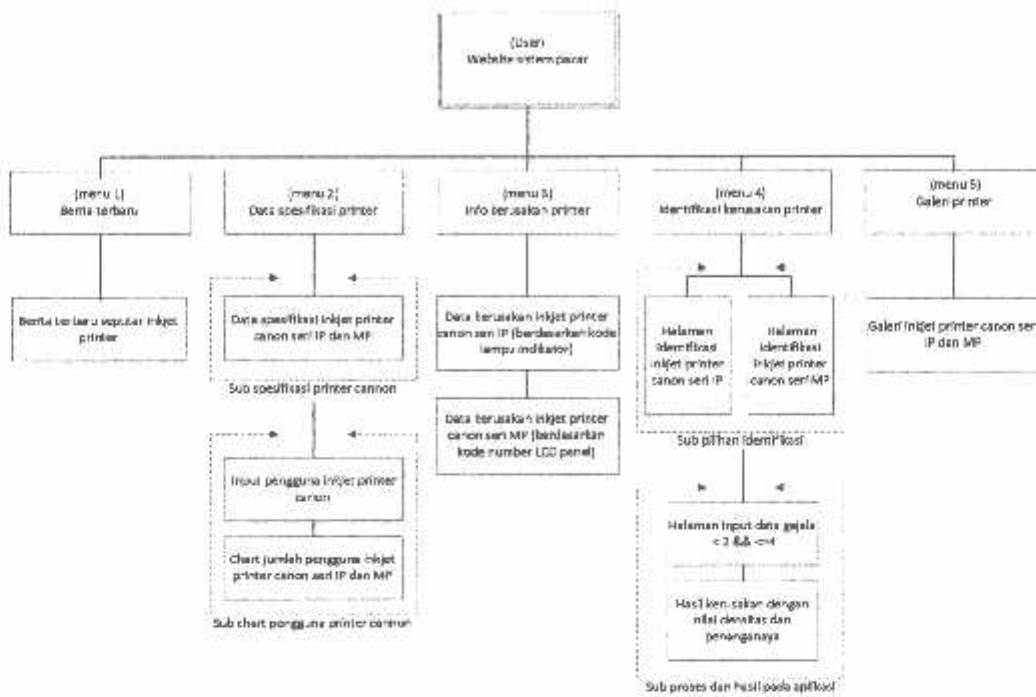 (User)
Website sistem pakar
(menu 1)
Berita terbaru
(menu 2)
Data spesifikasi printer
(menu 3)
Info kerusakan printer
(menu 4)
Identifikasi kerusakan printer
(menu 5)
Galeri printer
Berita terbaru seputar inkjet
printer
Data spesifikasi inkjet printer
canon seri IP dan MP
Sub spesifikasi printer cannon
Input pengguna inkjet printer
canon
Chart jumlah pengguna inkjet
printer canon seri IP dan MP
Sub chart pengguna printer cannon
Data kerusakan inkjet printer
canon seri IP (berdasarkan kode
lampu indikator)
Data kerusakan inkjet printer
canon seri MP (berdasarkan
kode number LCD panel)
Halaman
identifikasi
inkjet printer
canon seri IP
Halaman
identifikasi
inkjet printer
canon seri MP
Sub pilihan identifikasi
Halaman input data gejala
&&
Hasil kerusakan dengan
nilai densitas dan
penanganaya
Sub proses dan hasil pada aplikasi
Galeri inkjet printer canon seri
IP dan MP